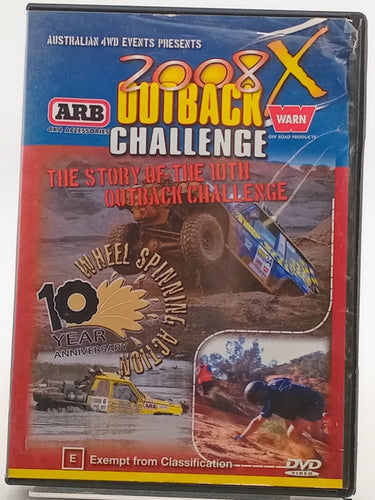 AUSTRALIAN 4WD EVENTS PRESENTS
2008 X
ARB
4X4 ACCESSORIES
OUTBACK
WARN
OFF ROAD PRODUCTS
CHALLENGE
THE STORY OF THE 10TH
OUTBACK CHALLENGE
WHEEL SPINNING ACTION
10
YEAR
ANNIVERSARY
ARB
E Exempt from Classification
DVD
VIDEO